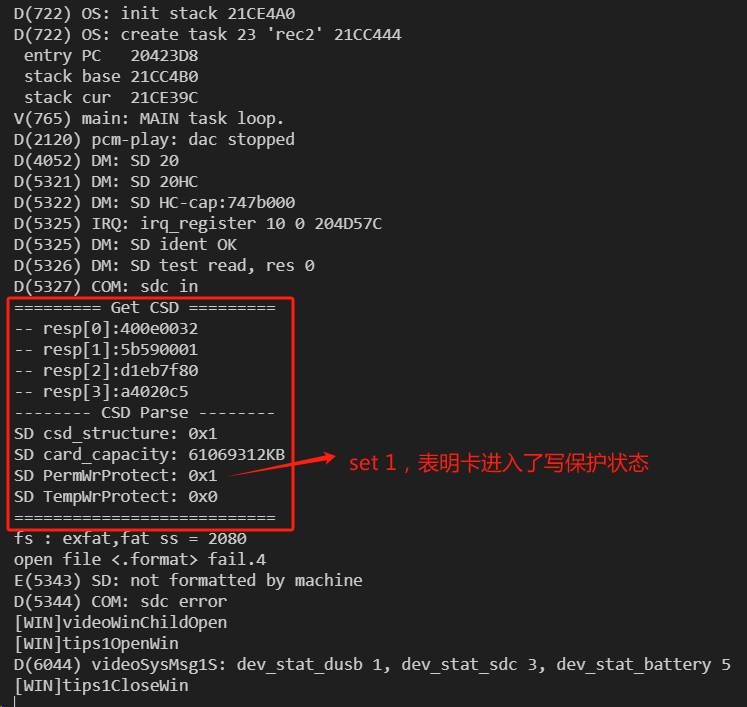 D(722) OS: init stack 21CE4A0
D(722) OS: create task 23 'rec2' 21CC444
 entry PC   20423D8
 stack base 21CC4B0
 stack cur  21CE39C
V(765) main: MAIN task loop.
D(2120) pcm-play: dac stopped
D(4052) DM: SD 20
D(5321) DM: SD 20HC
D(5322) DM: SD HC-cap:747b000
D(5325) IRQ: irq_register 10 0 204D57C
D(5325) DM: SD ident OK
D(5326) DM: SD test read, res 0
D(5327) COM: sdc in
========= Get CSD =========
-- resp[0]:400e0032
-- resp[1]:5b590001
-- resp[2]:d1eb7f80
-- resp[3]:a4020c5
-------- CSD Parse --------
SD csd_structure: 0x1
SD card_capacity: 61069312KB
SD PermWrProtect: 0x1
set 1，表明卡进入了写保护状态
SD TempWrProtect: 0x0
===========================
fs : exfat,fat ss = 2080
open file <.format> fail.4
E(5343) SD: not formatted by machine
D(5344) COM: sdc error
[WIN]videoWinChildOpen
[WIN]tips1OpenWin
D(6044) videoSysMsg1S: dev_stat_dusb 1, dev_stat_sdc 3, dev_stat_battery 5
[WIN]tips1CloseWin